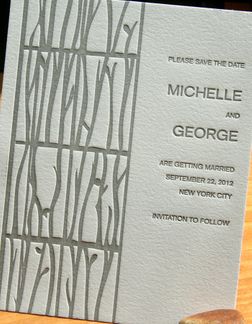 PLEASE SAVE THE DATE
MICHELLE
AND
GEORGE
ARE GETTING MARRIED
SEPTEMBER 22, 2012
NEW YORK CITY
INVITATION TO FOLLOW